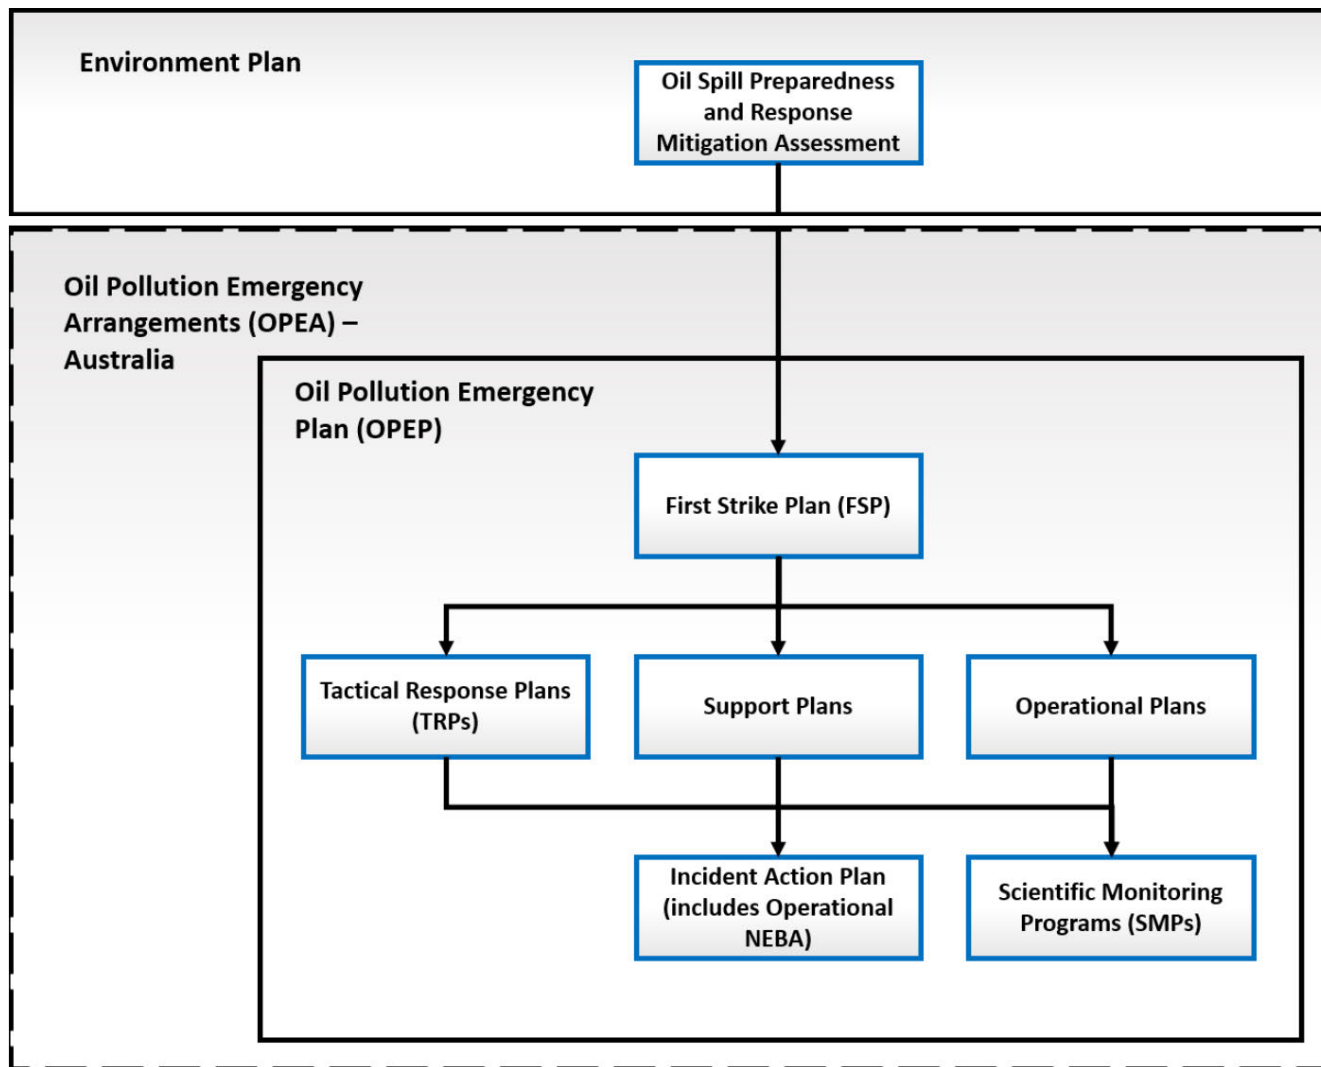 Environment Plan
Oil Spill Preparedness
and Response
Mitigation Assessment
Oil Pollution Emergency
Arrangements (OPEA) –
Australia
Oil Pollution Emergency
Plan (OPEP)
First Strike Plan (FSP)
Tactical Response Plans
(TRPs)
Support Plans
Operational Plans
Incident Action Plan
(includes Operational
NEBA)
Scientific Monitoring
Programs (SMPs)